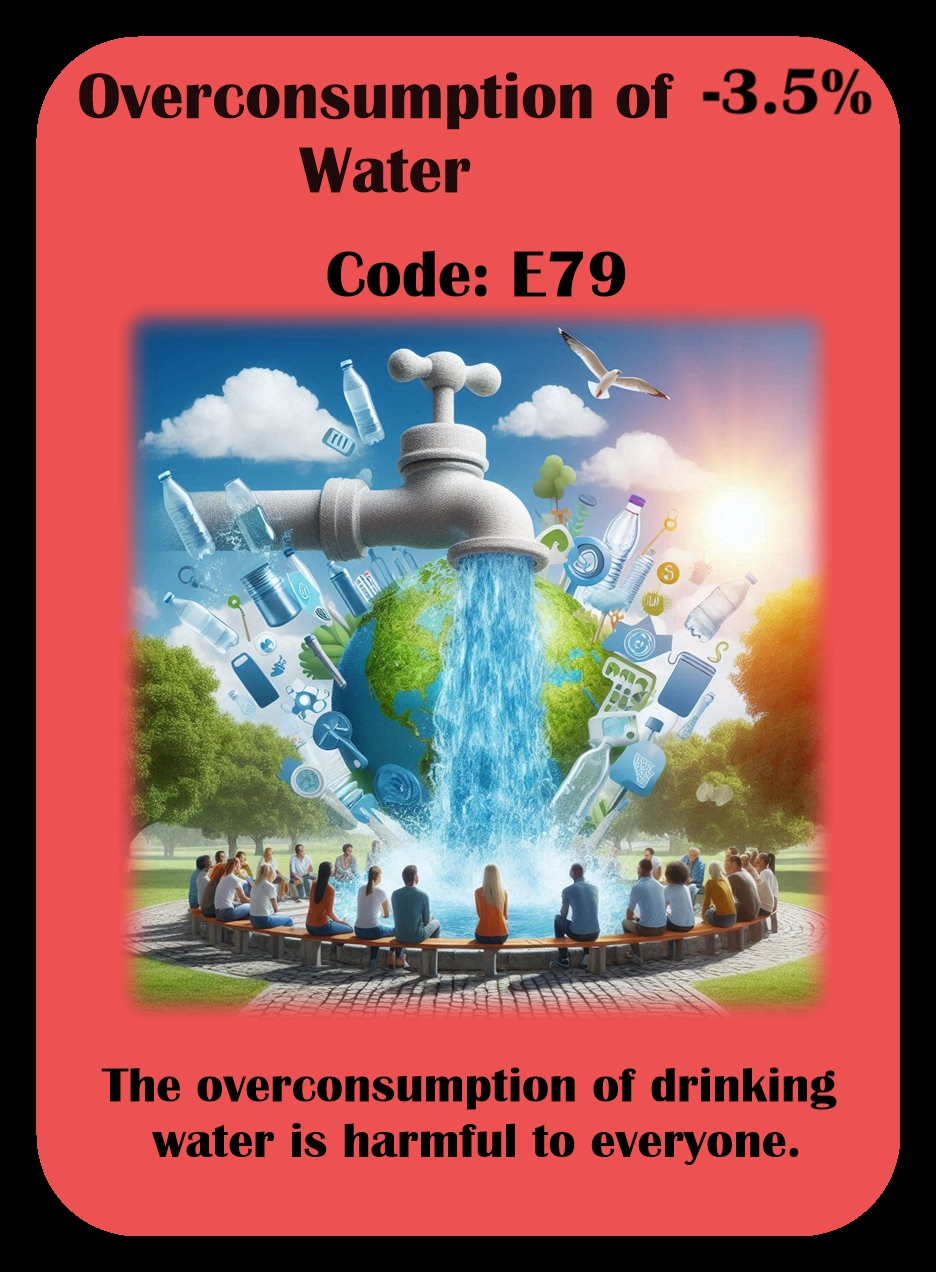 Overconsumption of -3.5%
Water
Code: E79
The overconsumption of drinking
water is harmful to everyone.